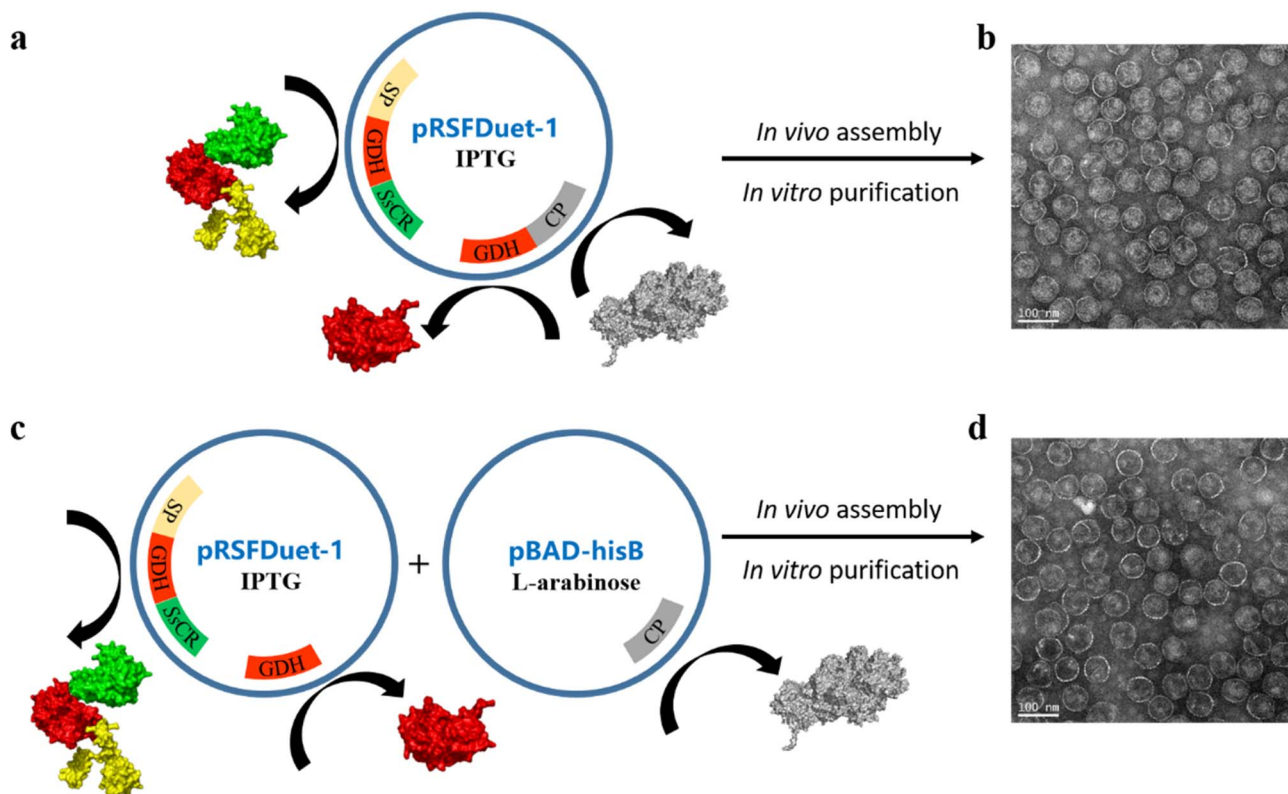 a
b
SP
GDH
SsCR
pRSFDuet-1
IPTG
GDH
CP
In vivo assembly
In vitro purification
100 nm
c
d
SP
GDH
SsCR
pRSFDuet-1
IPTG
GDH
+
pBAD-hisB
L-arabinose
CP
In vivo assembly
In vitro purification
100 nm